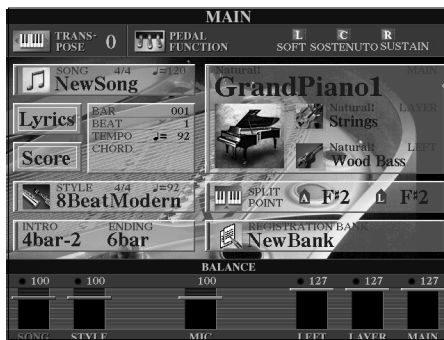 MAIN
TRANS-
POSE 0
PEDAL
FUNCTION
L C R
SOFT SOSTENUTO SUSTAIN
SONG 4/4 ♩=120
NewSong
Lyrics
Score
BAR 001
BEAT 1
TEMPO ♩= 92
CHORD
STYLE 4/4 ♩=92
8BeatModern
INTRO ENDING
4bar-2 6bar
Natural! MAIN
GrandPiano1
Natural! LAYER
Strings
Natural! LEFT
Wood Bass
SPLIT
POINT A F♯2 L F♯2
REGISTRATION BANK
NewBank
BALANCE
100 100 100 127 127 127
SONG STYLE MIC LEFT LAYER MAIN